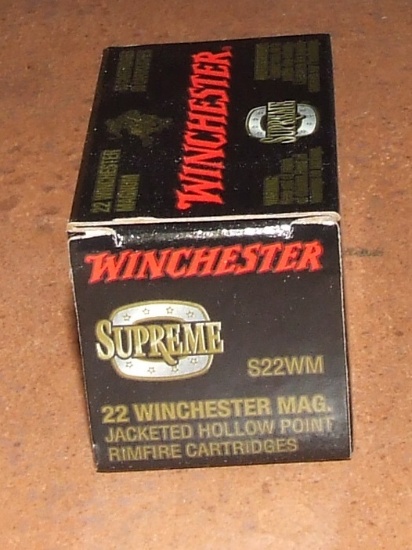 WINCHESTER
SUPREME
22 WINCHESTER
MAGNUM
WINCHESTER
SUPREME
S22WM
22 WINCHESTER MAG.
JACKETED HOLLOW POINT
RIMFIRE CARTRIDGES